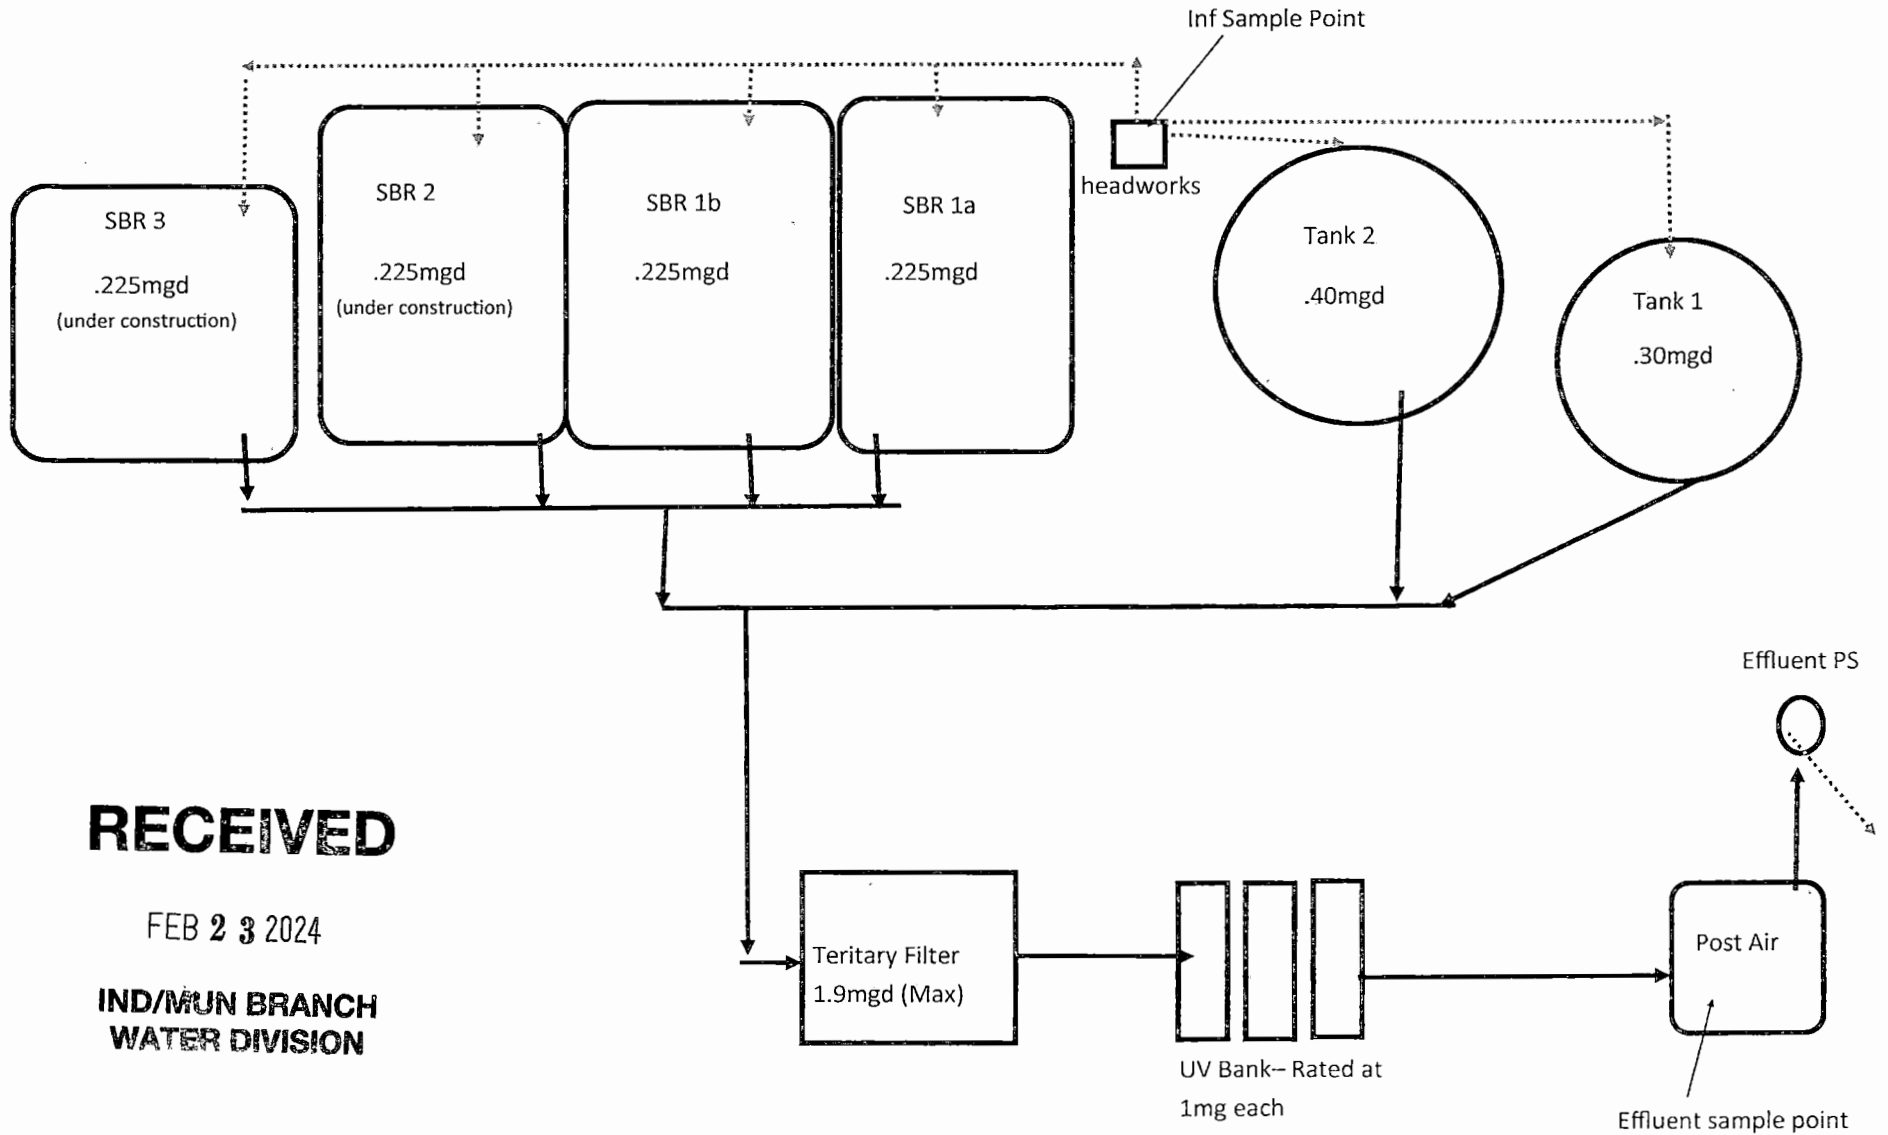 Inf Sample Point
headworks
SBR 3
.225mgd
(under construction)
SBR 2
.225mgd
(under construction)
SBR 1b
.225mgd
SBR 1a
.225mgd
Tank 2
.40mgd
Tank 1
.30mgd
Effluent PS
RECEIVED
FEB 2 3 2024
IND/MUN BRANCH
WATER DIVISION
Teritary Filter
1.9mgd (Max)
UV Bank-- Rated at
1mg each
Post Air
Effluent sample point